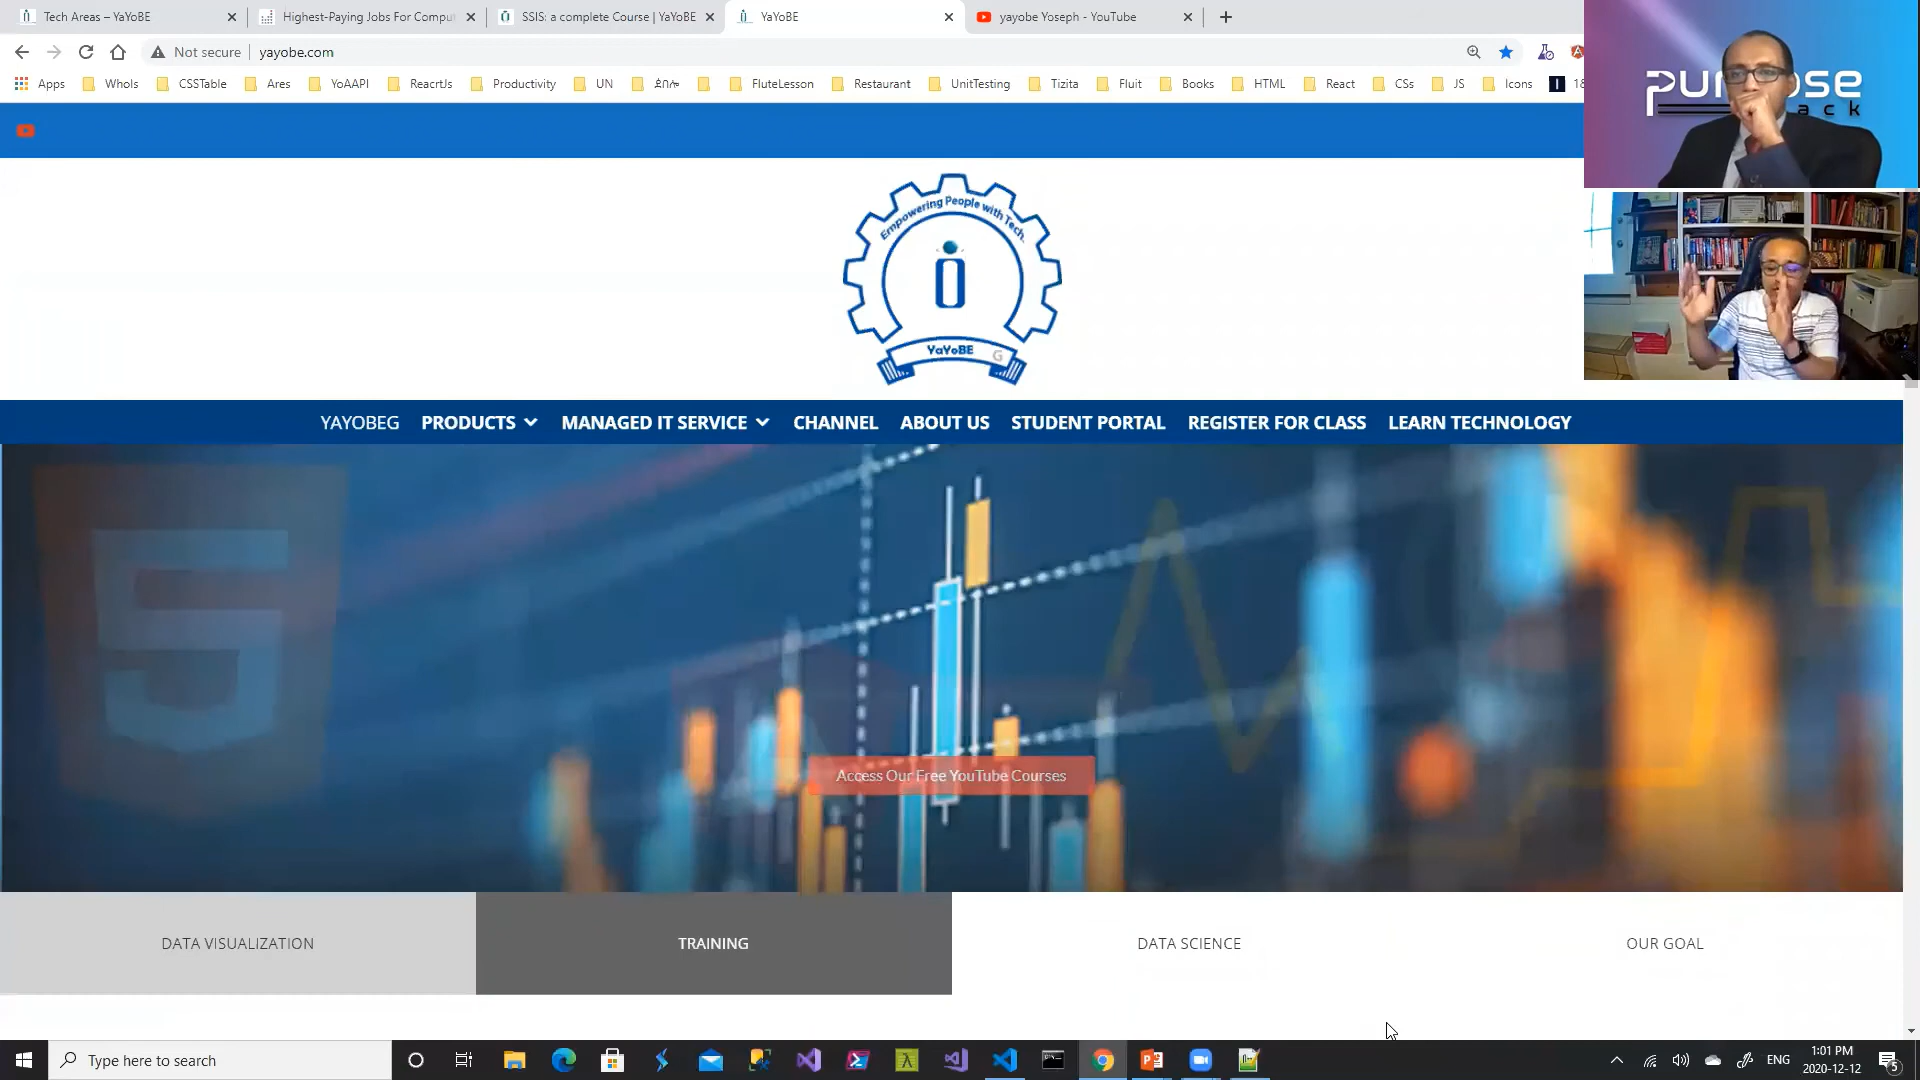 Tech Areas – YaYoBE
Highest-Paying Jobs For Compu
SSIS: a complete Course | YaYoBE
YaYoBE
yayobe Yoseph - YouTube
Not secure
yayobe.com
Apps
WhoIs
CSSTable
Ares
YoAAPI
ReacrtJs
Productivity
UN
FluteLesson
Restaurant
UnitTesting
Tizita
Fluit
Books
HTML
React
CSs
JS
Icons
Empowering People with Tech.
YaYoBE
G
YAYOBEG
PRODUCTS
MANAGED IT SERVICE
CHANNEL
ABOUT US
STUDENT PORTAL
REGISTER FOR CLASS
LEARN TECHNOLOGY
Access Our Free YouTube Courses
DATA VISUALIZATION
TRAINING
DATA SCIENCE
OUR GOAL
Type here to search
ENG
1:01 PM
2020-12-12
5